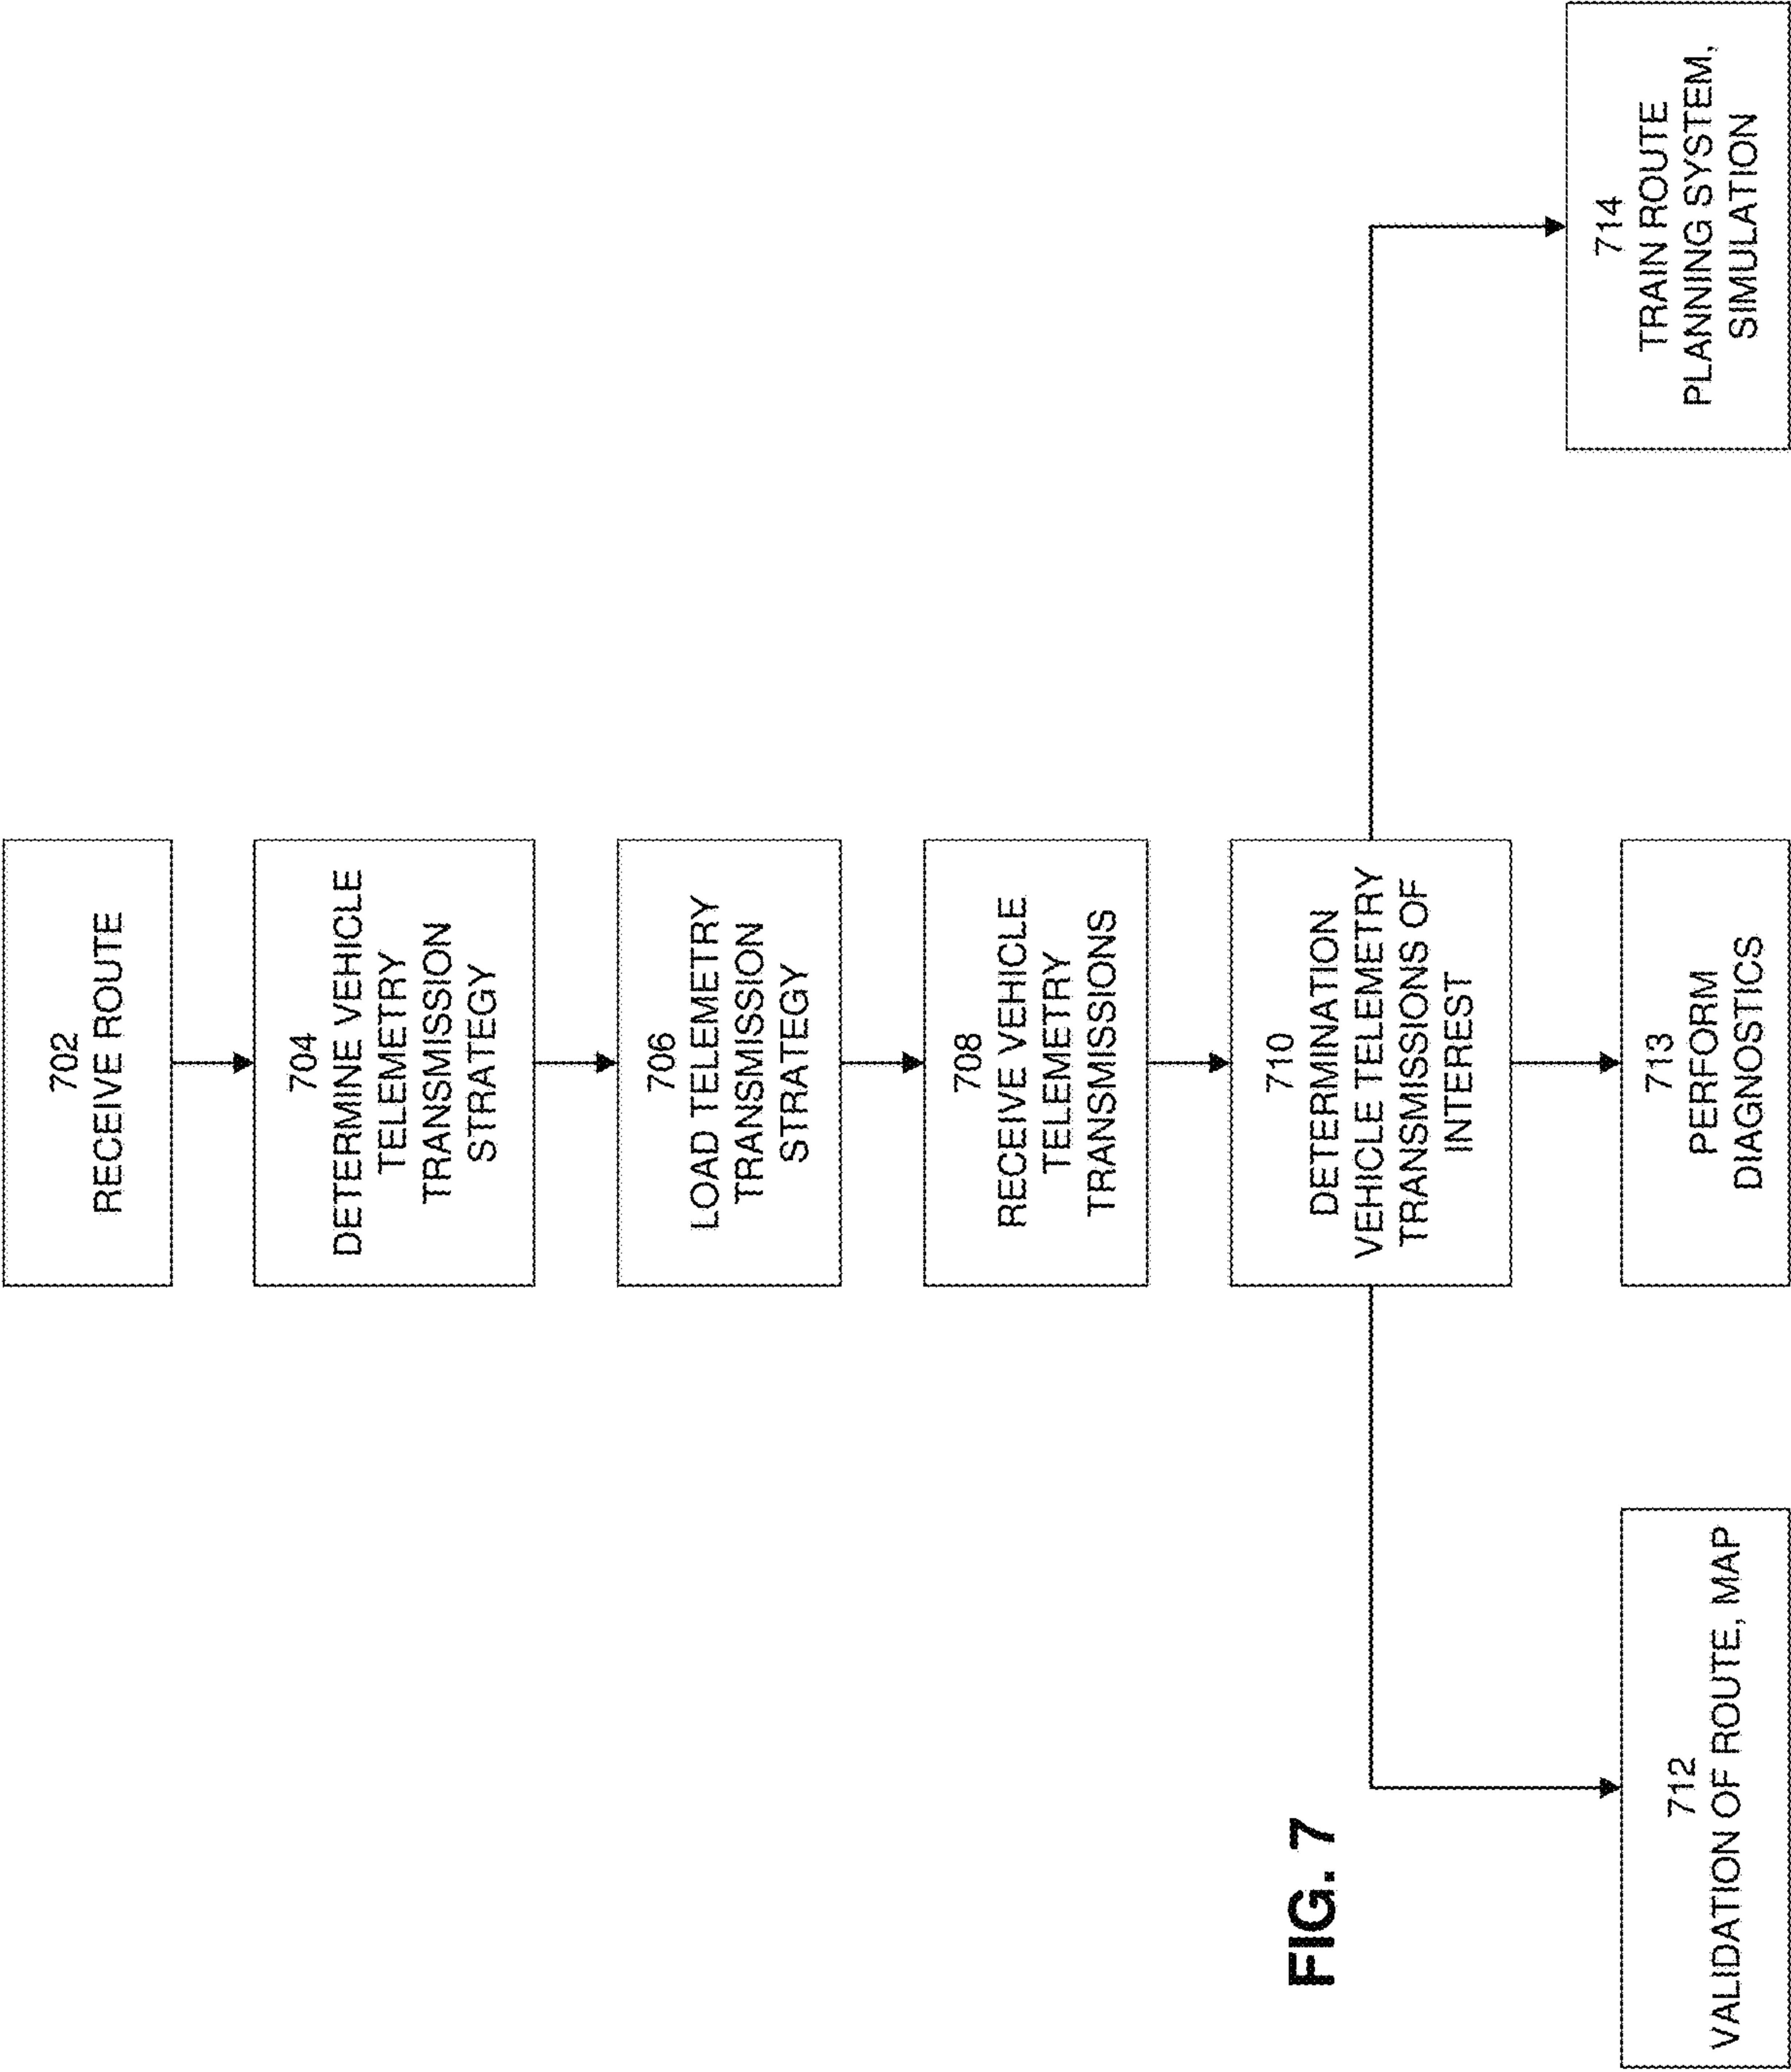 702
RECEIVE ROUTE
704
DETERMINE VEHICLE
TELEMETRY
TRANSMISSION
STRATEGY
706
LOAD TELEMETRY
TRANSMISSION
STRATEGY
708
RECEIVE VEHICLE
TELEMETRY
TRANSMISSIONS
710
DETERMINATION
VEHICLE TELEMETRY
TRANSMISSIONS OF
INTEREST
712
VALIDATION OF ROUTE, MAP
713
PERFORM
DIAGNOSTICS
714
TRAIN ROUTE
PLANNING SYSTEM,
SIMULATION
FIG. 7